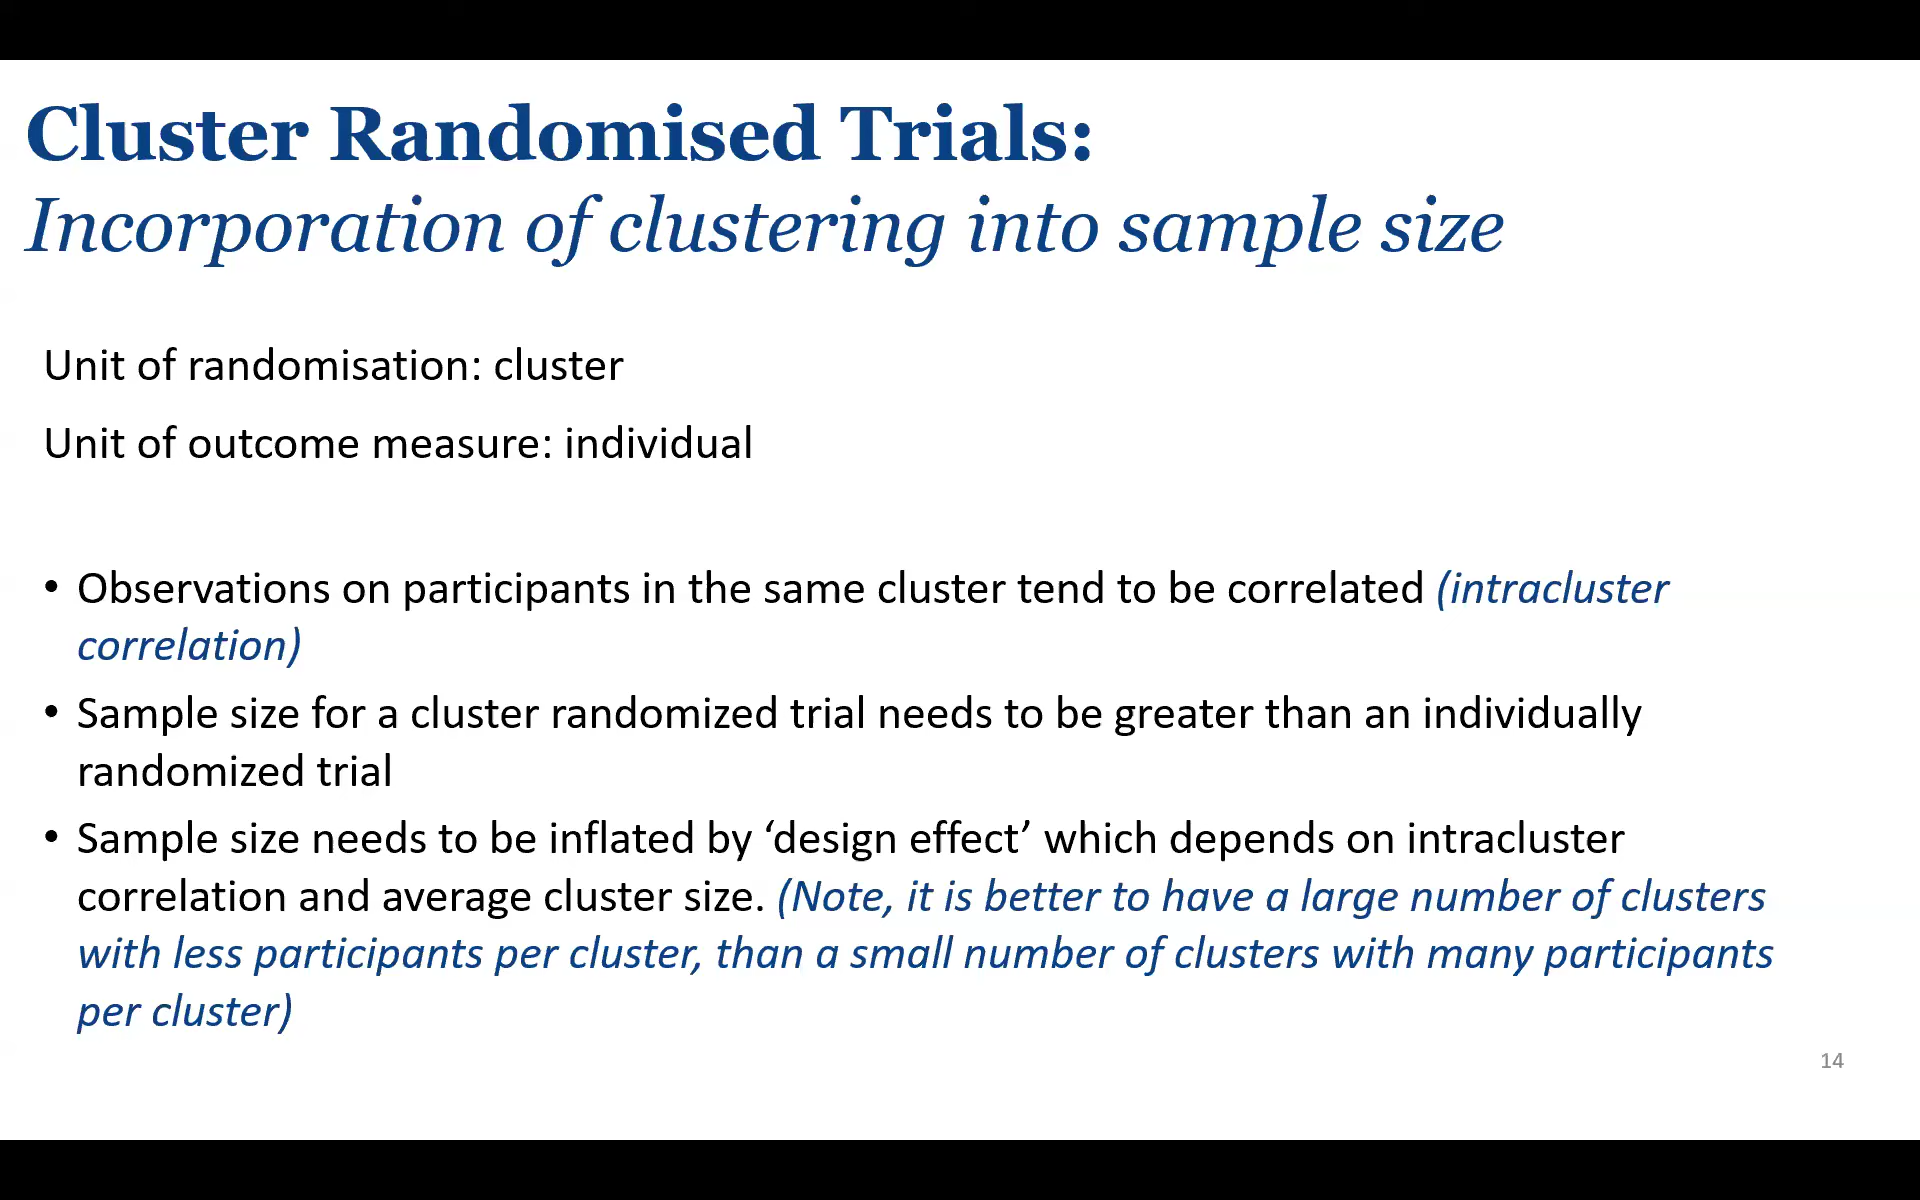 Cluster Randomised Trials:
Incorporation of clustering into sample size
Unit of randomisation: cluster
Unit of outcome measure: individual
• Observations on participants in the same cluster tend to be correlated (intracluster
correlation)
• Sample size for a cluster randomized trial needs to be greater than an individually
randomized trial
• Sample size needs to be inflated by ‘design effect’ which depends on intracluster
correlation and average cluster size. (Note, it is better to have a large number of clusters
with less participants per cluster, than a small number of clusters with many participants
per cluster)
14